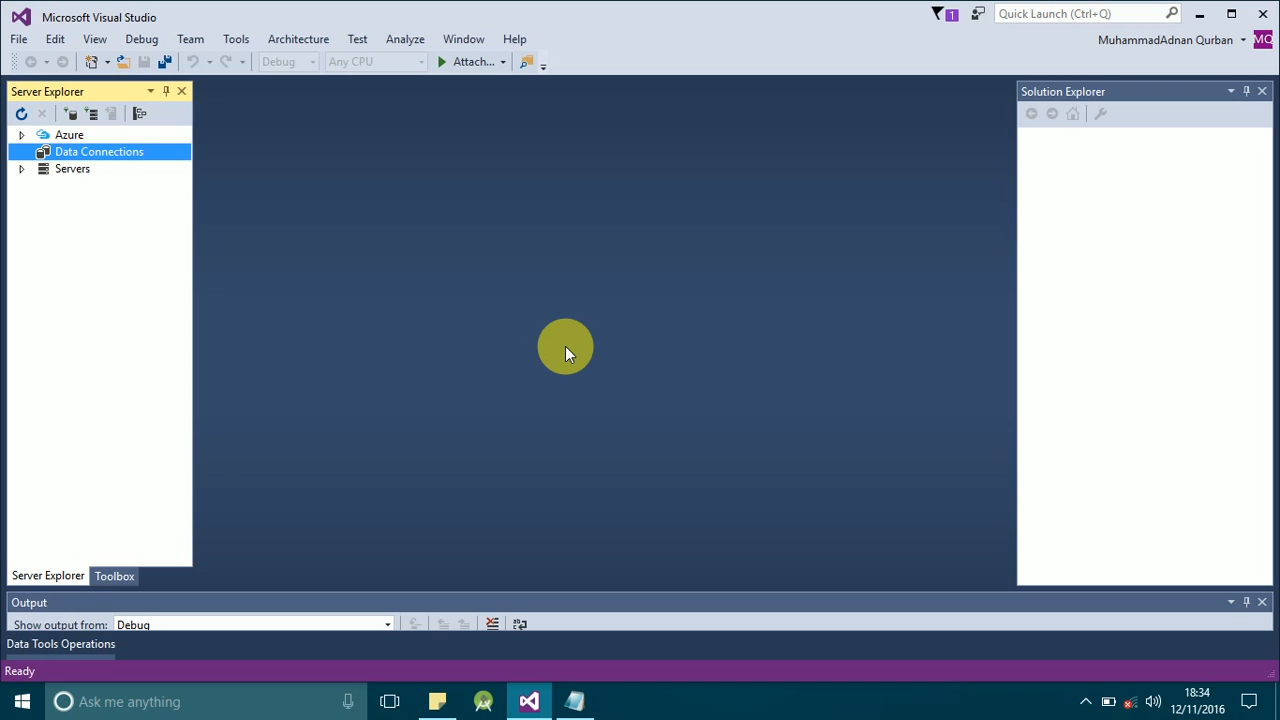 Microsoft Visual Studio
1
Quick Launch (Ctrl+Q)
File Edit View Debug Team Tools Architecture Test Analyze Window Help
MuhammadAdnan Qurban MQ
Debug Any CPU Attach...
Server Explorer
Azure
Data Connections
Servers
Server Explorer Toolbox
Solution Explorer
Output
Show output from: Debug
Data Tools Operations
Ready
Ask me anything
18:34
12/11/2016